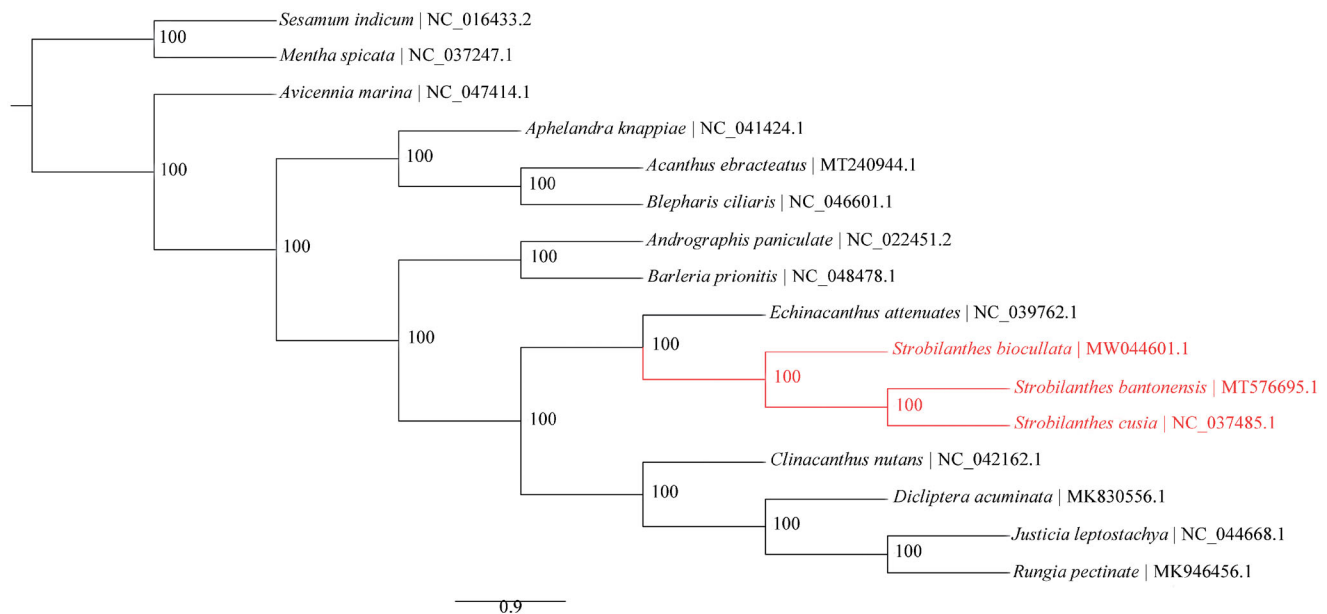 Sesamum indicum | NC_016433.2
100
Mentha spicata | NC_037247.1
Avicennia marina | NC_047414.1
Aphelandra knappiae | NC_041424.1
100
Acanthus ebracteatus | MT240944.1
100
100
Blepharis ciliaris | NC_046601.1
Andrographis paniculate | NC_022451.2
100
100
Barleria prionitis | NC_048478.1
Echinacanthus attenuates | NC_039762.1
100
100
Strobilanthes biocullata | MW044601.1
100
Strobilanthes bantonensis | MT576695.1
100
Strobilanthes cusia | NC_037485.1
100
Clinacanthus nutans | NC_042162.1
100
Dicliptera acuminata | MK830556.1
100
Justicia leptostachya | NC_044668.1
100
Rungia pectinate | MK946456.1
0.9